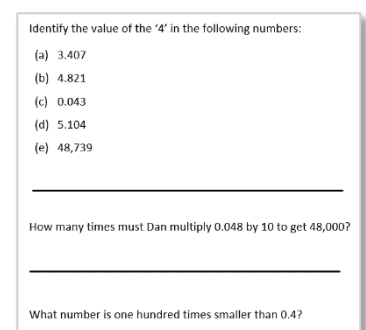 Identify the value of the ‘4’ in the following numbers:
(a) 3.407
(b) 4.821
(c) 0.043
(d) 5.104
(e) 48,739
How many times must Dan multiply 0.048 by 10 to get 48,000?
What number is one hundred times smaller than 0.4?